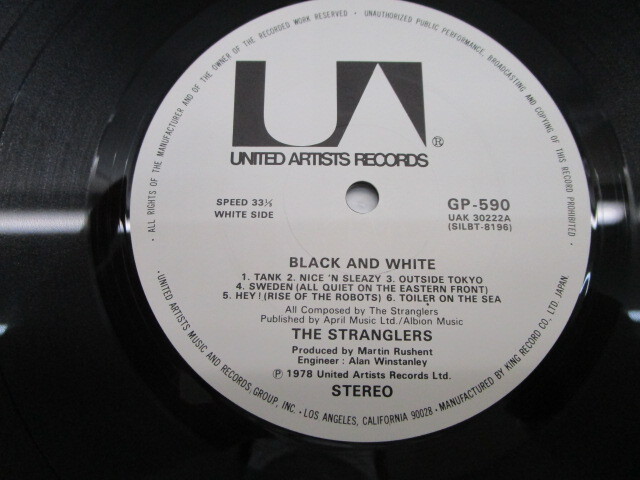 · ALL RIGHTS OF THE MANUFACTURER AND OF THE OWNER OF THE RECORDED WORK RESERVED · UNAUTHORIZED PUBLIC PERFORMANCE, BROADCASTING AND COPYING OF THIS RECORD PROHIBITED ·
UA®
UNITED ARTISTS RECORDS
SPEED 33⅓
WHITE SIDE
GP-590
UAK 30222A
(SILBT-8196)
BLACK AND WHITE
1. TANK 2. NICE 'N SLEAZY 3. OUTSIDE TOKYO
4. SWEDEN (ALL QUIET ON THE EASTERN FRONT)
5. HEY! (RISE OF THE ROBOTS) 6. TOILER ON THE SEA
All Composed by The Stranglers
Published by April Music Ltd./Albion Music
THE STRANGLERS
Produced by Martin Rushent
Engineer : Alan Winstanley
Ⓟ 1978 United Artists Records Ltd.
STEREO
· UNITED ARTISTS MUSIC AND RECORDS GROUP, INC. · LOS ANGELES, CALIFORNIA 90028 · MANUFACTURED BY KING RECORD CO. LTD. JAPAN.